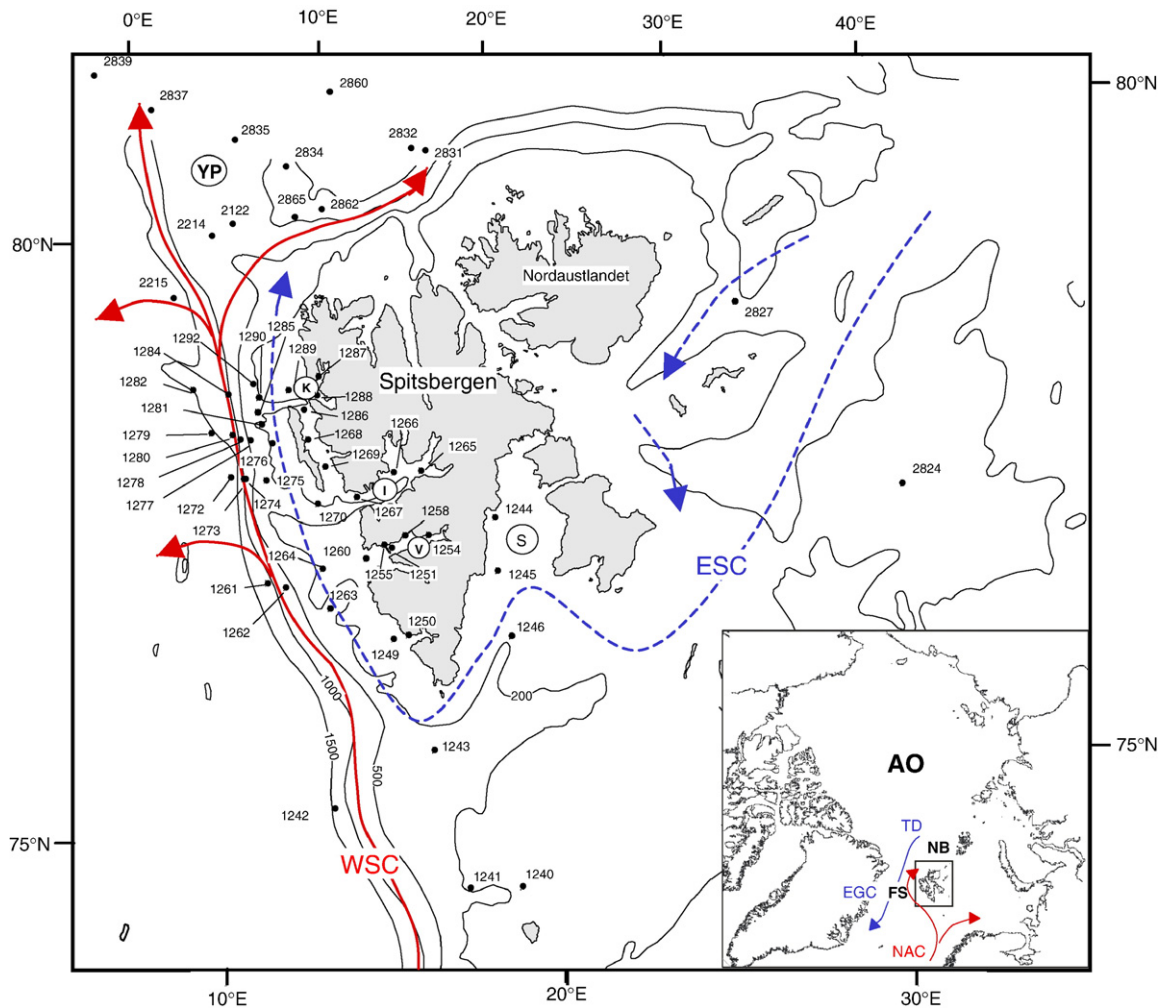 0°E 10°E 20°E 30°E 40°E
2839
80°N
2837
2860
2835
2832
2831
2834
YP
2865 2862
2122
2214
80°N
Nordaustlandet
2215
2827
1285
1290
1292 1289 1287
1284
Spitsbergen
K
1282
1288
1281 1286
1266
1279 1268
1265
1280 1269
1276
1278
2824
1275 I
1277
1272 1274 1270 1267
1244
1273
1258
S
1264 1260 V 1254
ESC
1255 1251
1245
1261 1263
1250
1262 1246
1249
200
1000
1243
75°N
1500 500
AO
1242
TD
75°N
NB
WSC
1241 1240
EGC FS
NAC
10°E 20°E 30°E